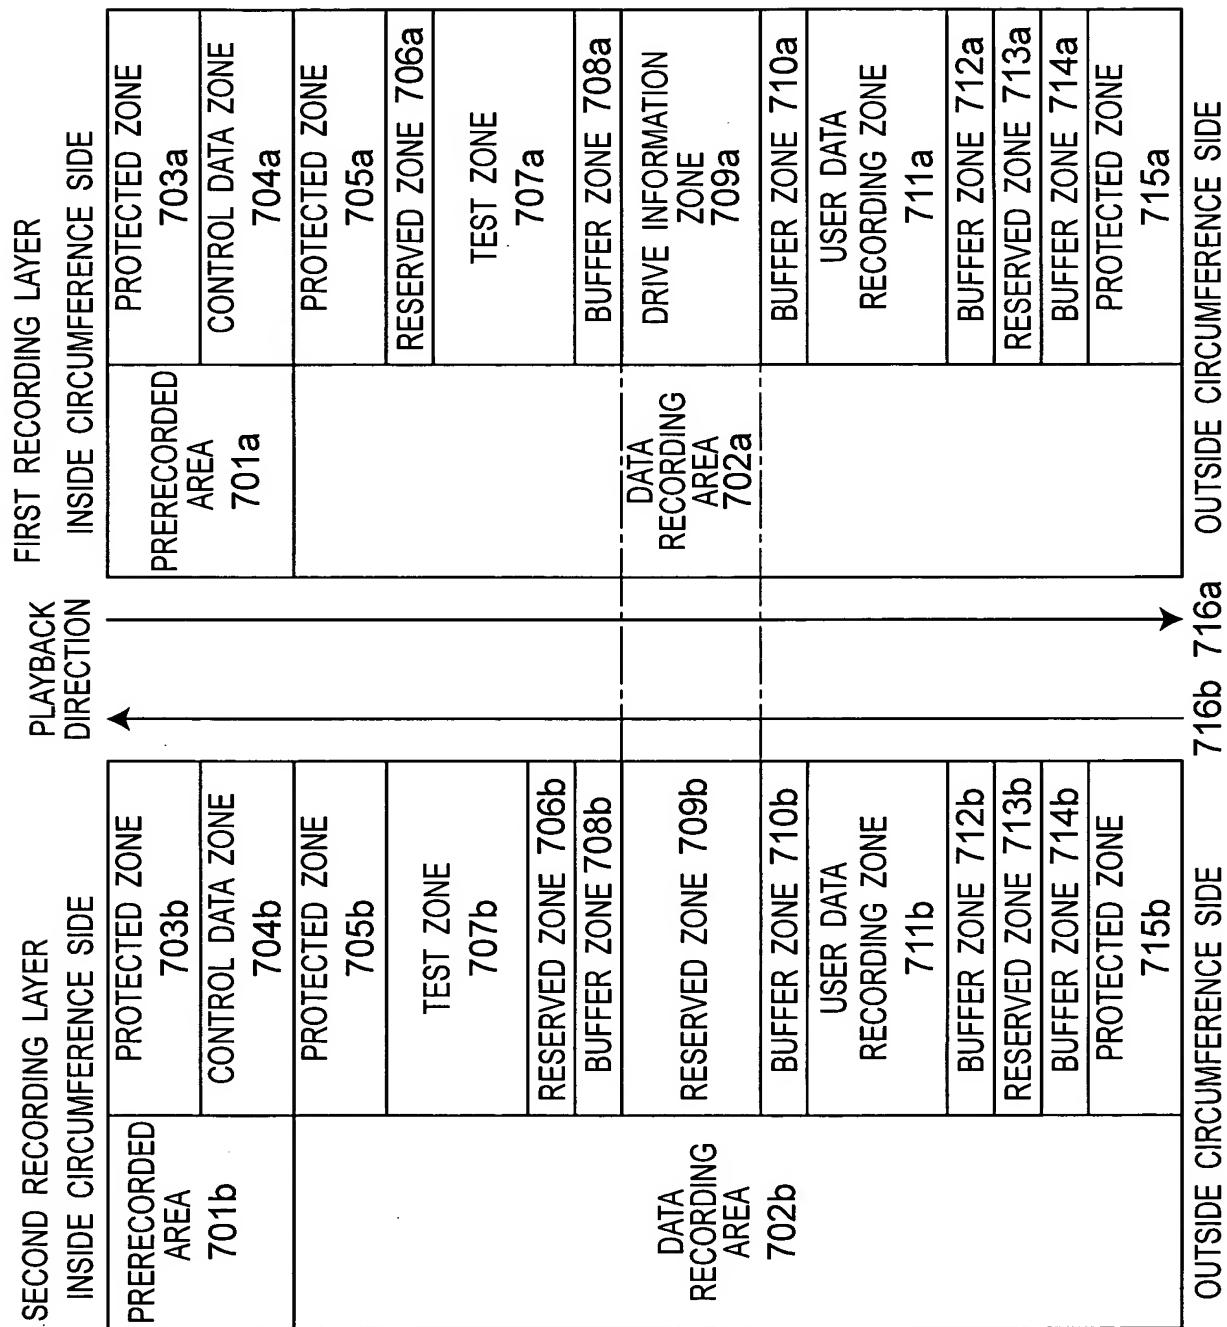 SECOND RECORDING LAYER
INSIDE CIRCUMFERENCE SIDE
PRERECORDED
AREA
701b
DATA
RECORDING
AREA
702b
PROTECTED ZONE
703b
CONTROL DATA ZONE
704b
PROTECTED ZONE
705b
TEST ZONE
707b
RESERVED ZONE 706b
BUFFER ZONE 708b
RESERVED ZONE 709b
BUFFER ZONE 710b
USER DATA
RECORDING ZONE
711b
BUFFER ZONE 712b
RESERVED ZONE 713b
BUFFER ZONE 714b
PROTECTED ZONE
715b
OUTSIDE CIRCUMFERENCE SIDE
PLAYBACK
DIRECTION
716b 716a
FIRST RECORDING LAYER
INSIDE CIRCUMFERENCE SIDE
PRERECORDED
AREA
701a
DATA
RECORDING
AREA
702a
PROTECTED ZONE
703a
CONTROL DATA ZONE
704a
PROTECTED ZONE
705a
RESERVED ZONE 706a
TEST ZONE
707a
BUFFER ZONE 708a
DRIVE INFORMATION
ZONE
709a
BUFFER ZONE 710a
USER DATA
RECORDING ZONE
711a
BUFFER ZONE 712a
RESERVED ZONE 713a
BUFFER ZONE 714a
PROTECTED ZONE
715a
OUTSIDE CIRCUMFERENCE SIDE